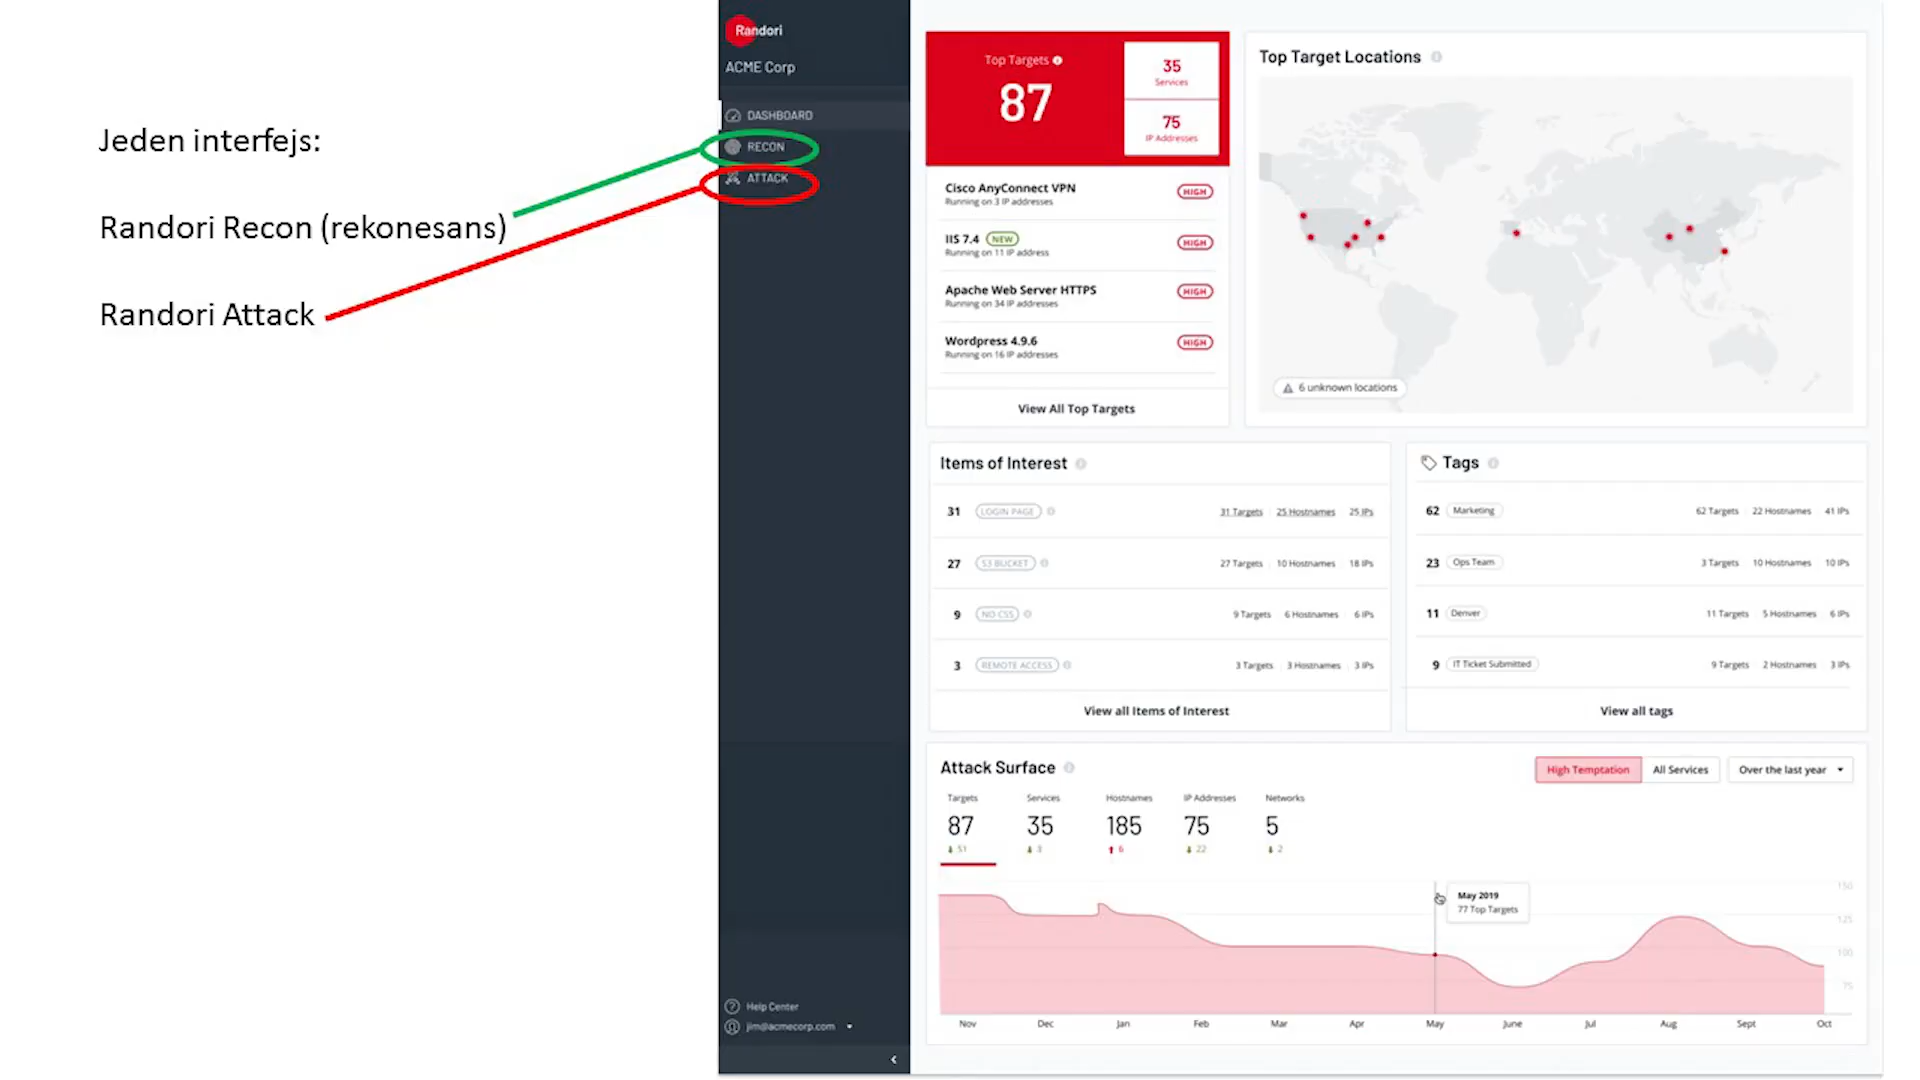 Jeden interfejs:
Randori Recon (rekonesans)
Randori Attack
Randori
ACME Corp
DASHBOARD
RECON
ATTACK
Help Center
jim@acmecorp.com
Top Targets
87
35
Services
75
IP Addresses
Cisco AnyConnect VPN
Running on 3 IP addresses
HIGH
IIS 7.4 NEW
Running on 11 IP address
HIGH
Apache Web Server HTTPS
Running on 34 IP addresses
HIGH
Wordpress 4.9.6
Running on 16 IP addresses
HIGH
View All Top Targets
Top Target Locations
6 unknown locations
Items of Interest
31 LOGIN PAGE 31 Targets 25 Hostnames 25 IPs
27 S3 BUCKET 27 Targets 10 Hostnames 18 IPs
9 NO CSS 9 Targets 6 Hostnames 6 IPs
3 REMOTE ACCESS 3 Targets 3 Hostnames 3 IPs
View all Items of Interest
Tags
62 Marketing 62 Targets 22 Hostnames 41 IPs
23 Ops Team 3 Targets 10 Hostnames 10 IPs
11 Denver 11 Targets 5 Hostnames 6 IPs
9 IT Ticket Submitted 9 Targets 2 Hostnames 3 IPs
View all tags
Attack Surface
High Temptation All Services Over the last year
Targets Services Hostnames IP Addresses Networks
87 35 185 75 5
51 3 6 22 2
May 2019
77 Top Targets
150
125
100
75
Nov Dec Jan Feb Mar Apr May June Jul Aug Sept Oct